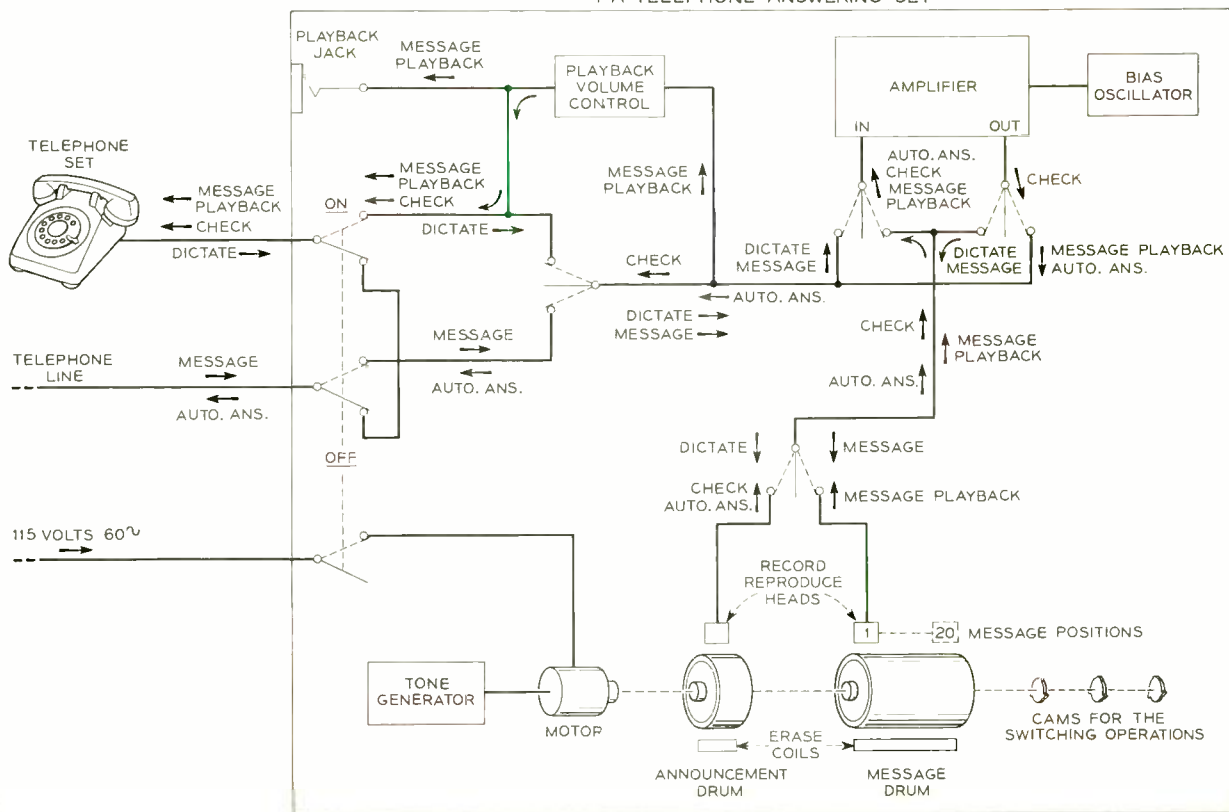 TELEPHONE ANSWERING SET
PLAYBACK
JACK
MESSAGE
PLAYBACK
PLAYBACK
VOLUME
CONTROL
AMPLIFIER
IN
OUT
BIAS
OSCILLATOR
TELEPHONE
SET
MESSAGE
PLAYBACK
CHECK
DICTATE
ON
MESSAGE
PLAYBACK
CHECK
DICTATE
MESSAGE
PLAYBACK
AUTO. ANS.
CHECK
MESSAGE
PLAYBACK
CHECK
DICTATE
MESSAGE
DICTATE
MESSAGE
MESSAGE PLAYBACK
AUTO. ANS.
CHECK
AUTO. ANS.
DICTATE
MESSAGE
CHECK
MESSAGE
PLAYBACK
AUTO. ANS.
TELEPHONE
LINE
MESSAGE
AUTO. ANS.
MESSAGE
AUTO. ANS.
OFF
DICTATE
MESSAGE
CHECK
AUTO. ANS.
MESSAGE PLAYBACK
115 VOLTS 60~
RECORD
REPRODUCE
HEADS
1
20
MESSAGE POSITIONS
TONE
GENERATOR
MOTOR
ERASE
COILS
ANNOUNCEMENT
DRUM
MESSAGE
DRUM
CAMS FOR THE
SWITCHING OPERATIONS